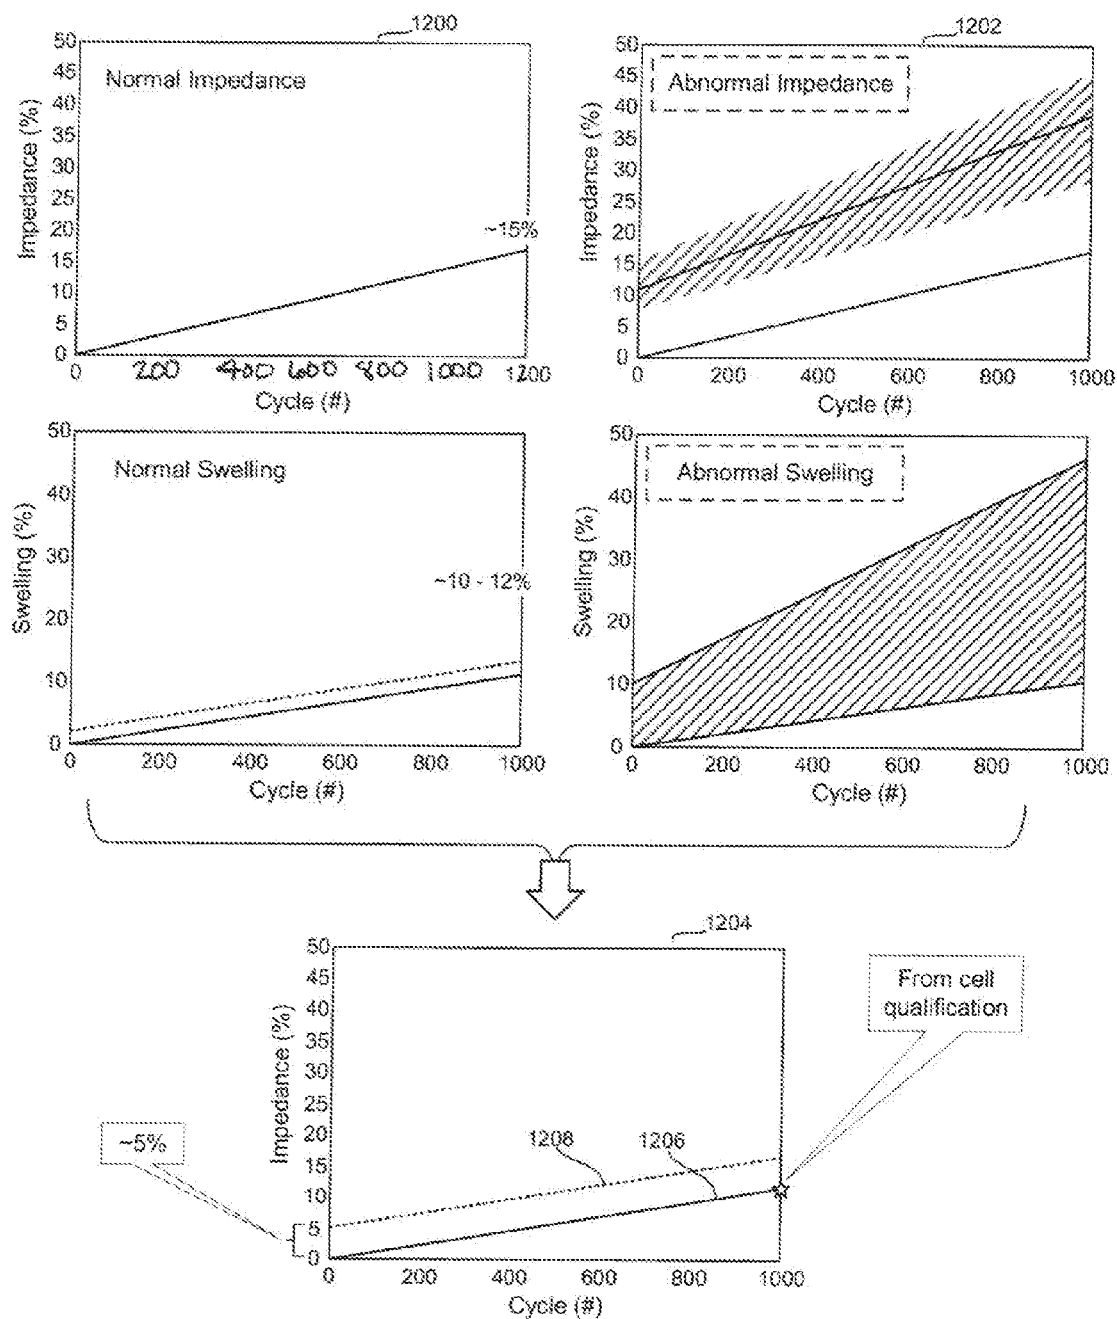 1200
50
45
40
35
30
25
20
15
10
5
0
Impedance (%)
Normal Impedance
~15%
0 200 400 600 800 1000 1200
Cycle (#)
1202
50
45
40
35
30
25
20
15
10
5
0
Impedance (%)
Abnormal Impedance
0 200 400 600 800 1000
Cycle (#)
50
40
30
20
10
0
Swelling (%)
Normal Swelling
~10 - 12%
0 200 400 600 800 1000
Cycle (#)
50
40
30
20
10
0
Swelling (%)
Abnormal Swelling
0 200 400 600 800 1000
Cycle (#)
1204
50
45
40
35
30
25
20
15
10
5
0
Impedance (%)
From cell
qualification
~5%
1208
1206
0 200 400 600 800 1000
Cycle (#)